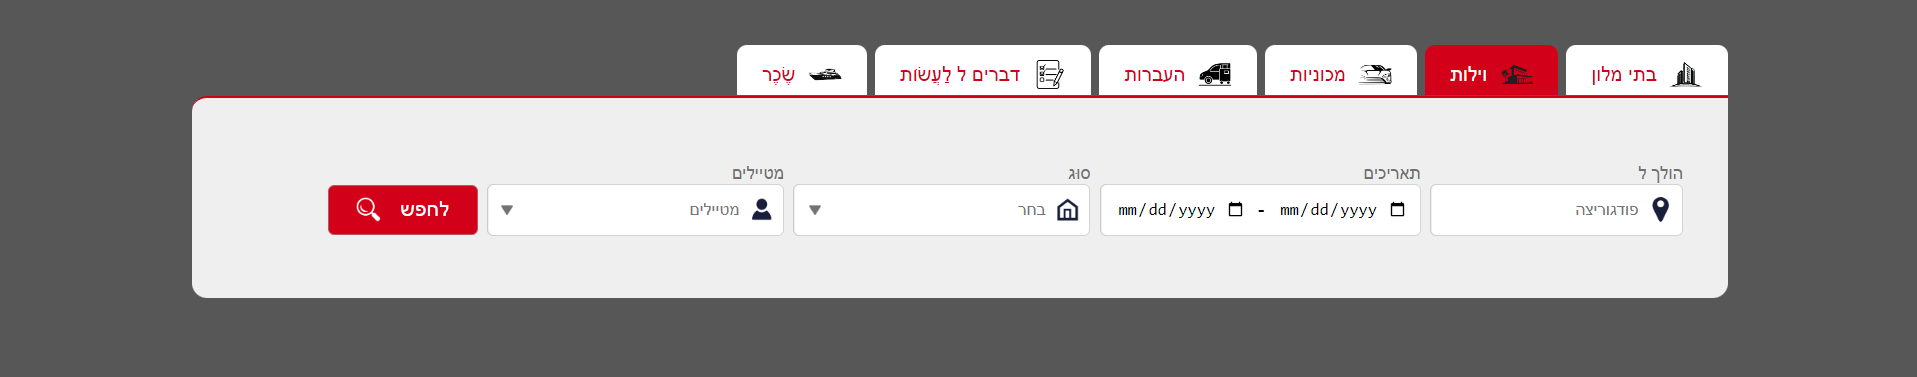 בתי מלון
וילות
מכוניות
העברות
דברים ל לַעֲשׂוֹת
שֶׂכֶר
הולך ל
תאריכים
סוג
מטיילים
פודגוריצה
mm/dd/yyyy - mm/dd/yyyy
בחר
מטיילים
לחפש